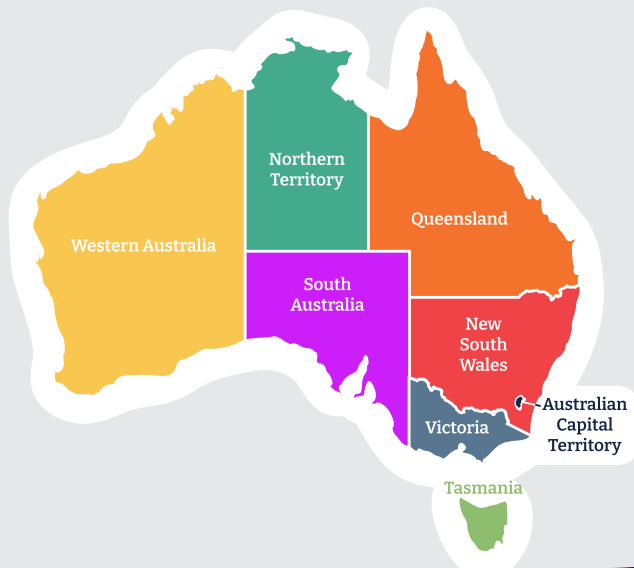 Northern
Territory
Queensland
Western Australia
South
Australia
New
South
Wales
Australian
Capital
Territory
Victoria
Tasmania